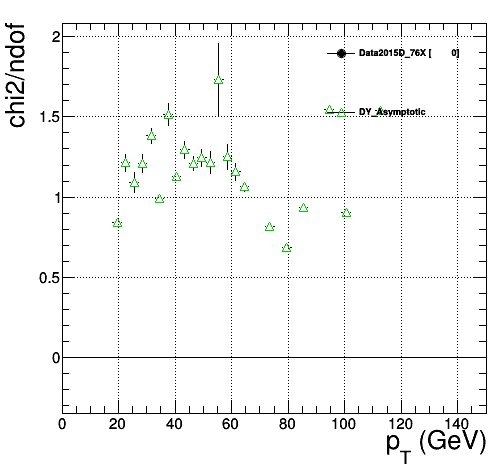 chi2/ndof
2
1.5
1
0.5
0
Data2015D_76X [ 0]
DY_Asymptotic
0 20 40 60 80 100 120 140
p_T (GeV)